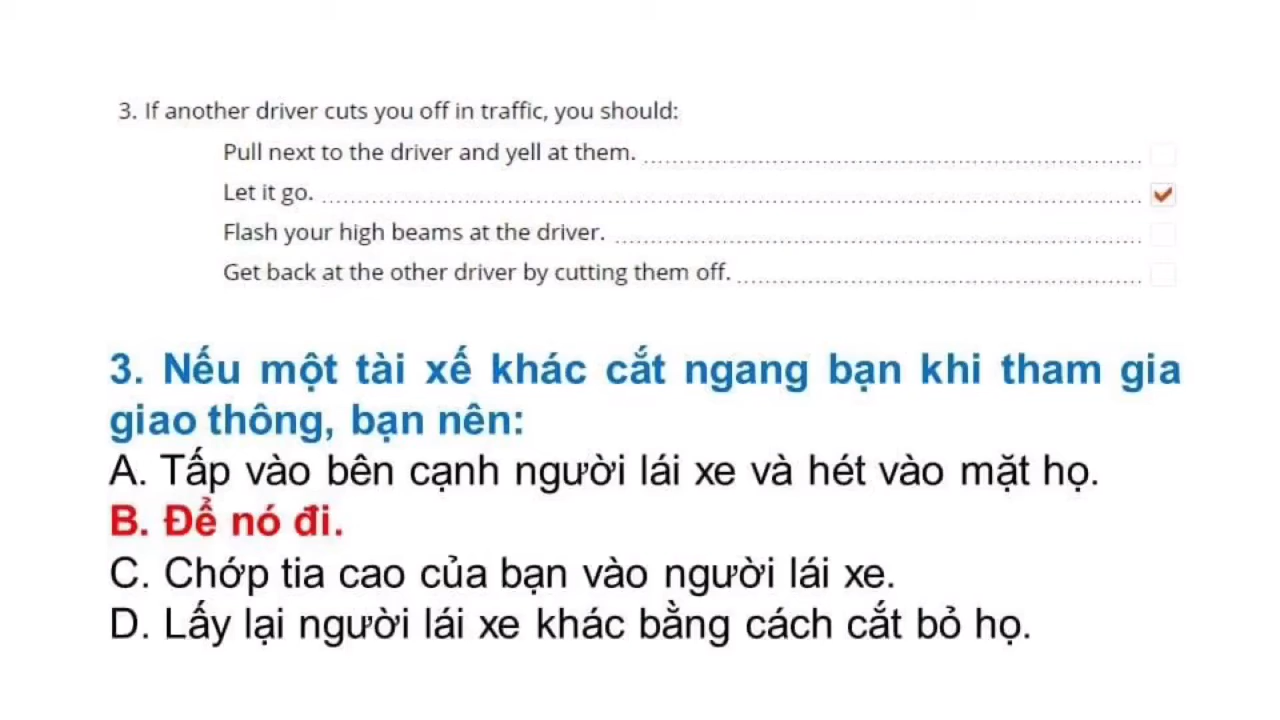 3. If another driver cuts you off in traffic, you should:
Pull next to the driver and yell at them.
Let it go.
Flash your high beams at the driver.
Get back at the other driver by cutting them off.
3. Nếu một tài xế khác cắt ngang bạn khi tham gia
giao thông, bạn nên:
A. Tấp vào bên cạnh người lái xe và hét vào mặt họ.
B. Để nó đi.
C. Chớp tia cao của bạn vào người lái xe.
D. Lấy lại người lái xe khác bằng cách cắt bỏ họ.